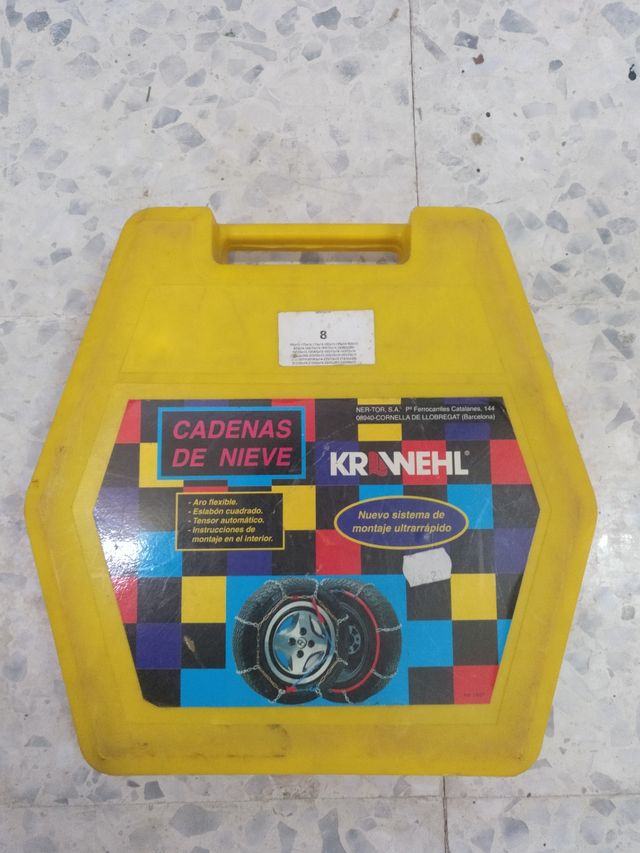 8
NER-TOR, S.A. Pº Ferrocarriles Catalanes, 144
08940-CORNELLA DE LLOBREGAT (Barcelona)
CADENAS
DE NIEVE
KRAWEHL
- Aro flexible.
- Eslabón cuadrado.
- Tensor automático.
- Instrucciones de
montaje en el interior.
Nuevo sistema de
montaje ultrarrápido